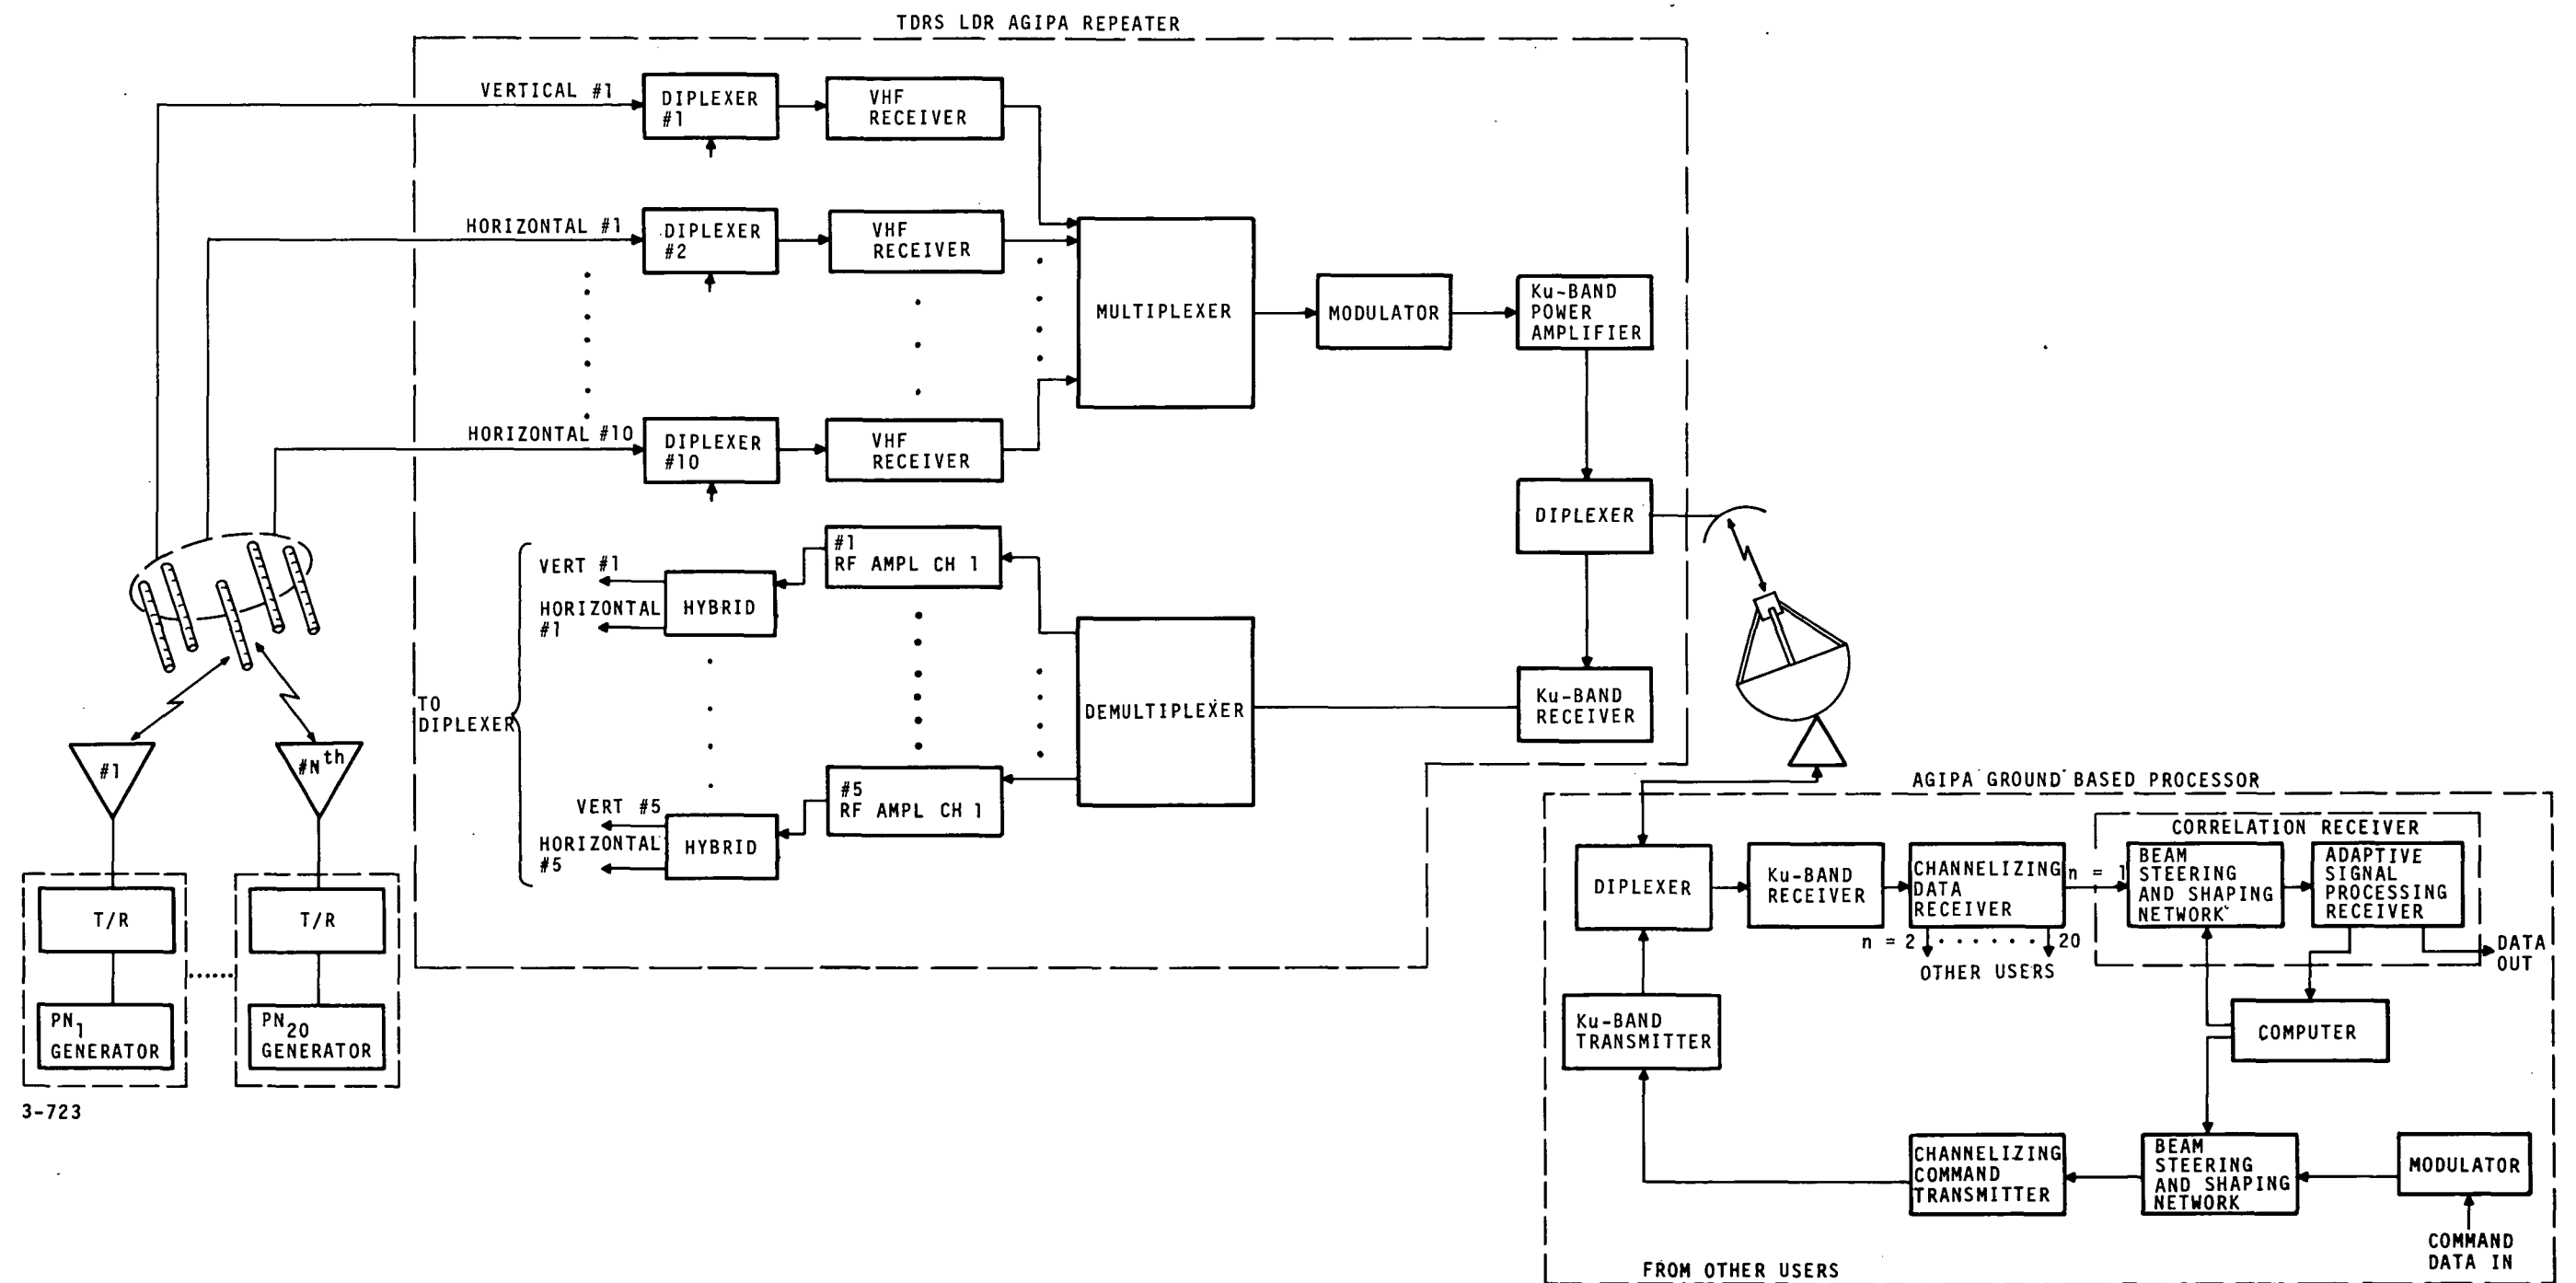 TDRS LDR AGIPA REPEATER
VERTICAL #1
DIPLEXER
#1
VHF
RECEIVER
HORIZONTAL #1
DIPLEXER
#2
VHF
RECEIVER
MULTIPLEXER
MODULATOR
Ku-BAND
POWER
AMPLIFIER
HORIZONTAL #10
DIPLEXER
#10
VHF
RECEIVER
DIPLEXER
#1
RF AMPL CH 1
VERT #1
HORIZONTAL
#1
HYBRID
TO
DIPLEXER
DEMULTIPLEXER
Ku-BAND
RECEIVER
#5
RF AMPL CH 1
VERT #5
HORIZONTAL
#5
HYBRID
#1
#Nth
T/R
T/R
PN1
GENERATOR
PN20
GENERATOR
3-723
AGIPA GROUND BASED PROCESSOR
CORRELATION RECEIVER
DIPLEXER
Ku-BAND
RECEIVER
CHANNELIZING
DATA
RECEIVER
n = 1
BEAM
STEERING
AND SHAPING
NETWORK
ADAPTIVE
SIGNAL
PROCESSING
RECEIVER
n = 2 20
OTHER USERS
DATA
OUT
Ku-BAND
TRANSMITTER
COMPUTER
CHANNELIZING
COMMAND
TRANSMITTER
BEAM
STEERING
AND SHAPING
NETWORK
MODULATOR
COMMAND
DATA IN
FROM OTHER USERS